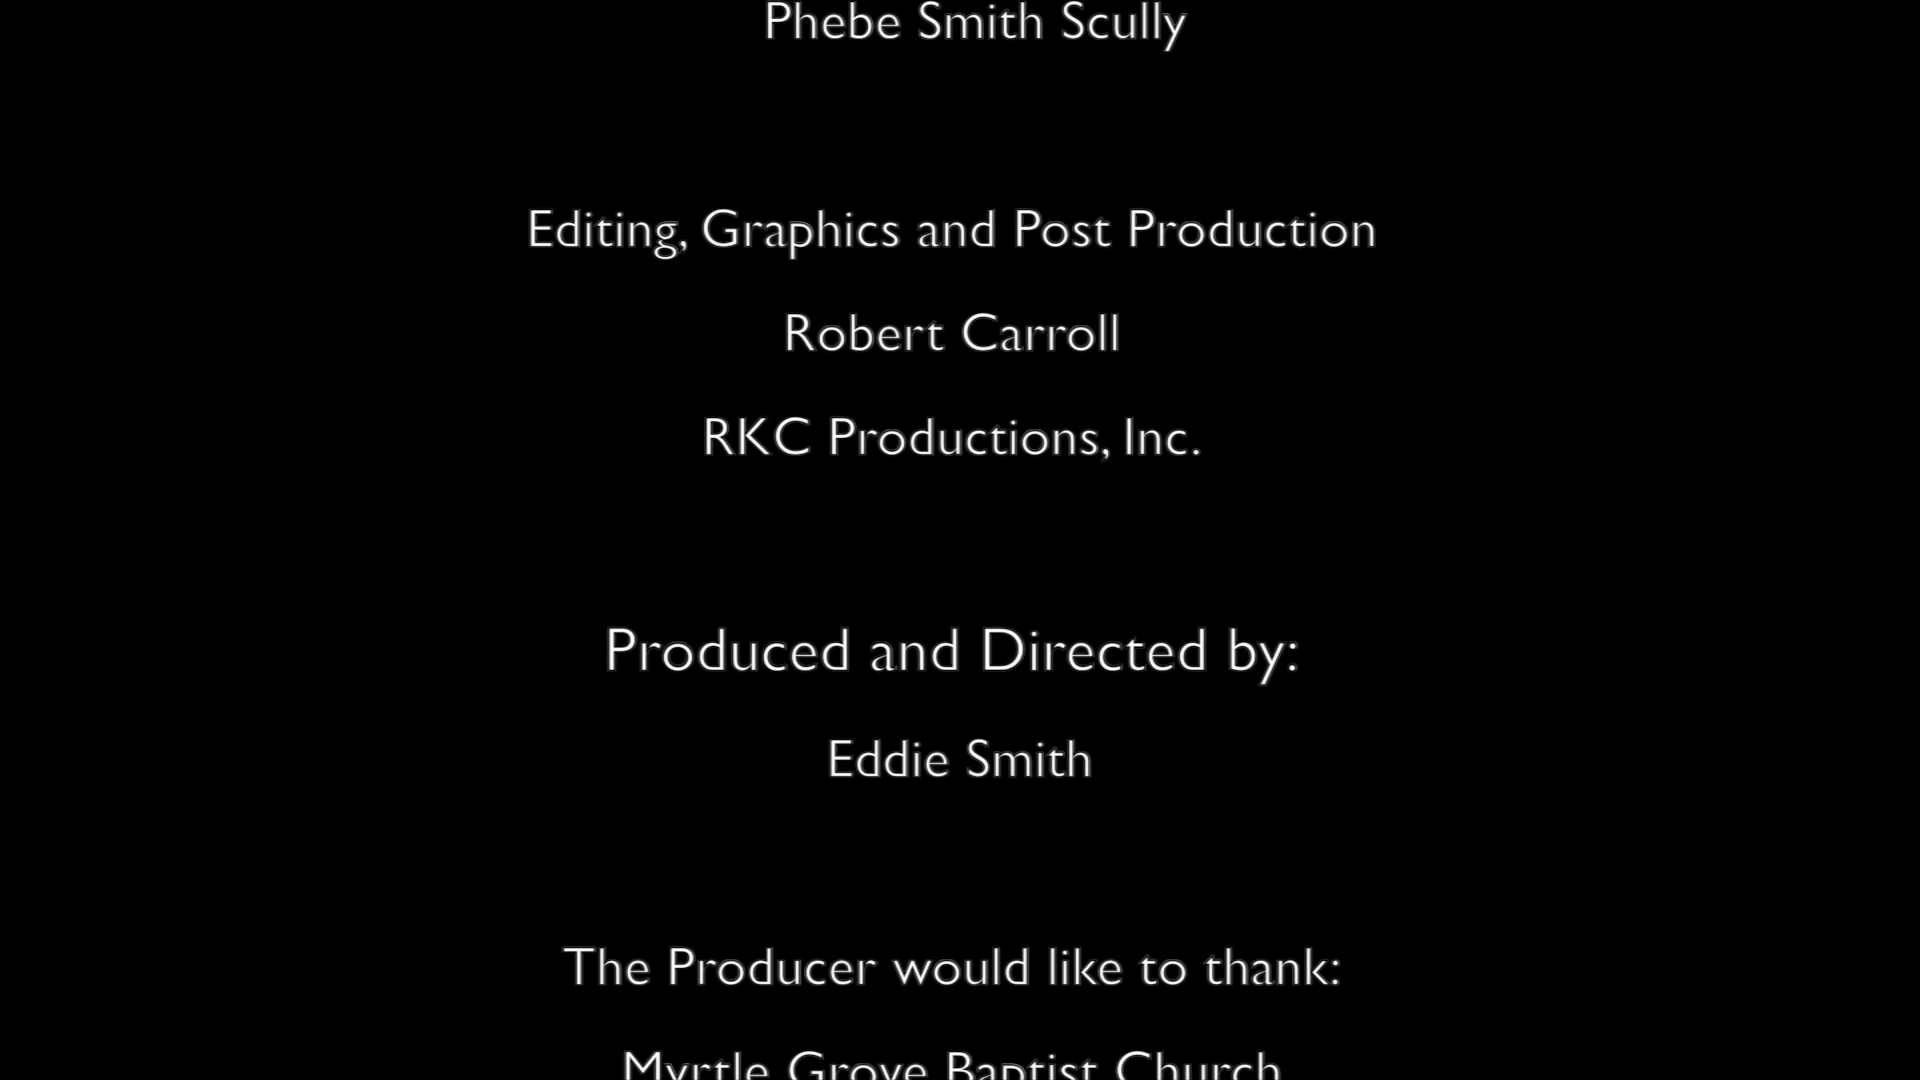 Phebe Smith Scully
Editing, Graphics and Post Production
Robert Carroll
RKC Productions, Inc.
Produced and Directed by:
Eddie Smith
The Producer would like to thank:
Myrtle Grove Baptist Church